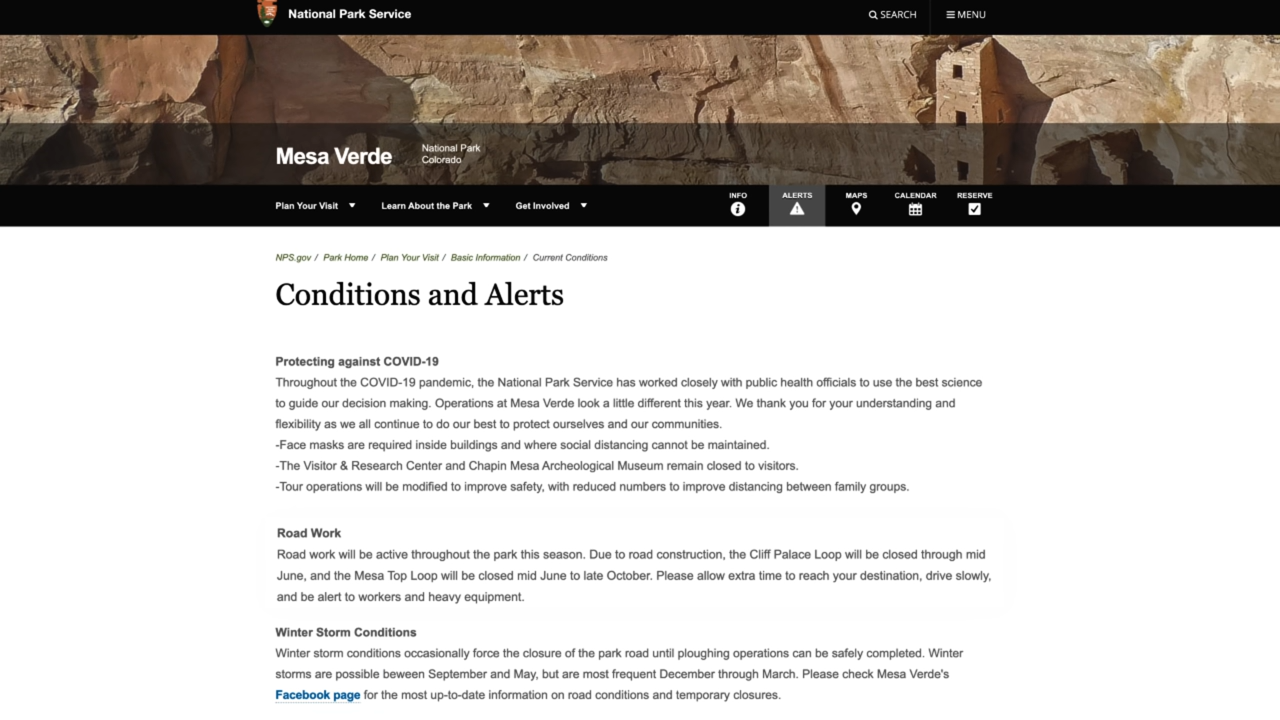 National Park Service
SEARCH
MENU
Mesa Verde
National Park
Colorado
Plan Your Visit
Learn About the Park
Get Involved
INFO
ALERTS
MAPS
CALENDAR
RESERVE
NPS.gov / Park Home / Plan Your Visit / Basic Information / Current Conditions
Conditions and Alerts
Protecting against COVID-19
Throughout the COVID-19 pandemic, the National Park Service has worked closely with public health officials to use the best science
to guide our decision making. Operations at Mesa Verde look a little different this year. We thank you for your understanding and
flexibility as we all continue to do our best to protect ourselves and our communities.
-Face masks are required inside buildings and where social distancing cannot be maintained.
-The Visitor & Research Center and Chapin Mesa Archeological Museum remain closed to visitors.
-Tour operations will be modified to improve safety, with reduced numbers to improve distancing between family groups.
Road Work
Road work will be active throughout the park this season. Due to road construction, the Cliff Palace Loop will be closed through mid
June, and the Mesa Top Loop will be closed mid June to late October. Please allow extra time to reach your destination, drive slowly,
and be alert to workers and heavy equipment.
Winter Storm Conditions
Winter storm conditions occasionally force the closure of the park road until ploughing operations can be safely completed. Winter
storms are possible beween September and May, but are most frequent December through March. Please check Mesa Verde's
Facebook page for the most up-to-date information on road conditions and temporary closures.